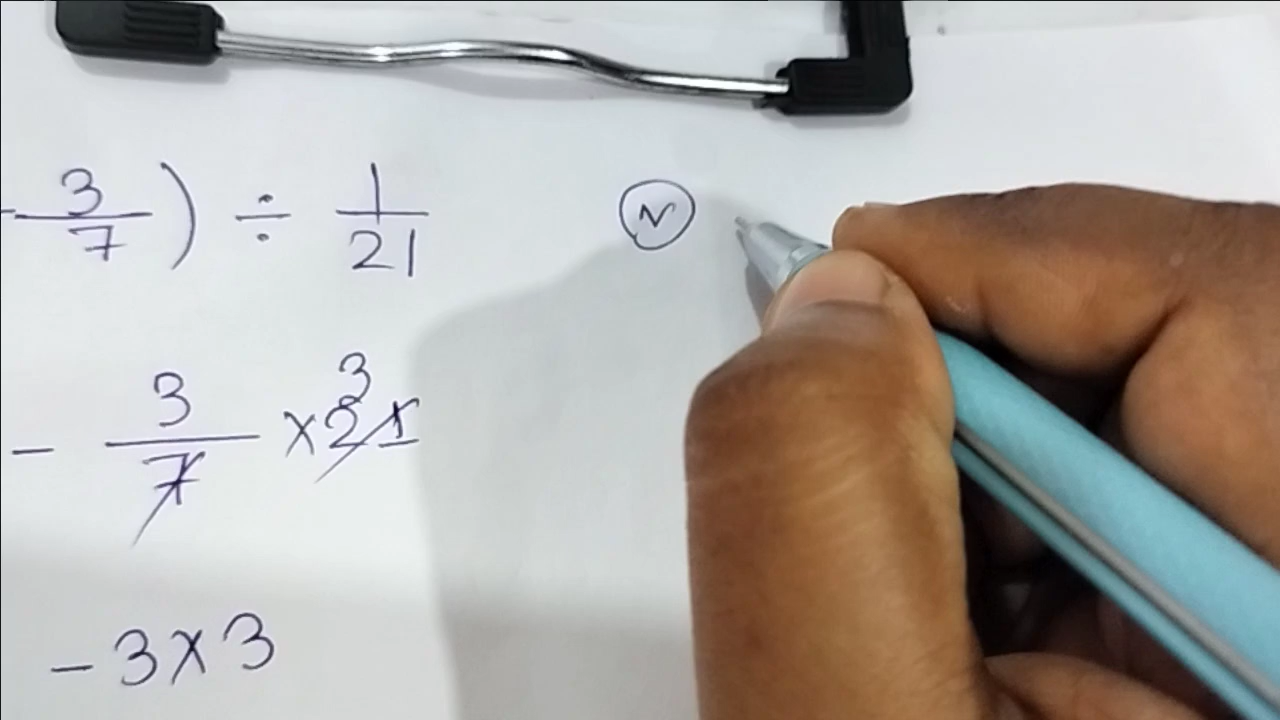 - 3/7 ) ÷ 1/21
- 3/7 × 21 3
- 3 × 3